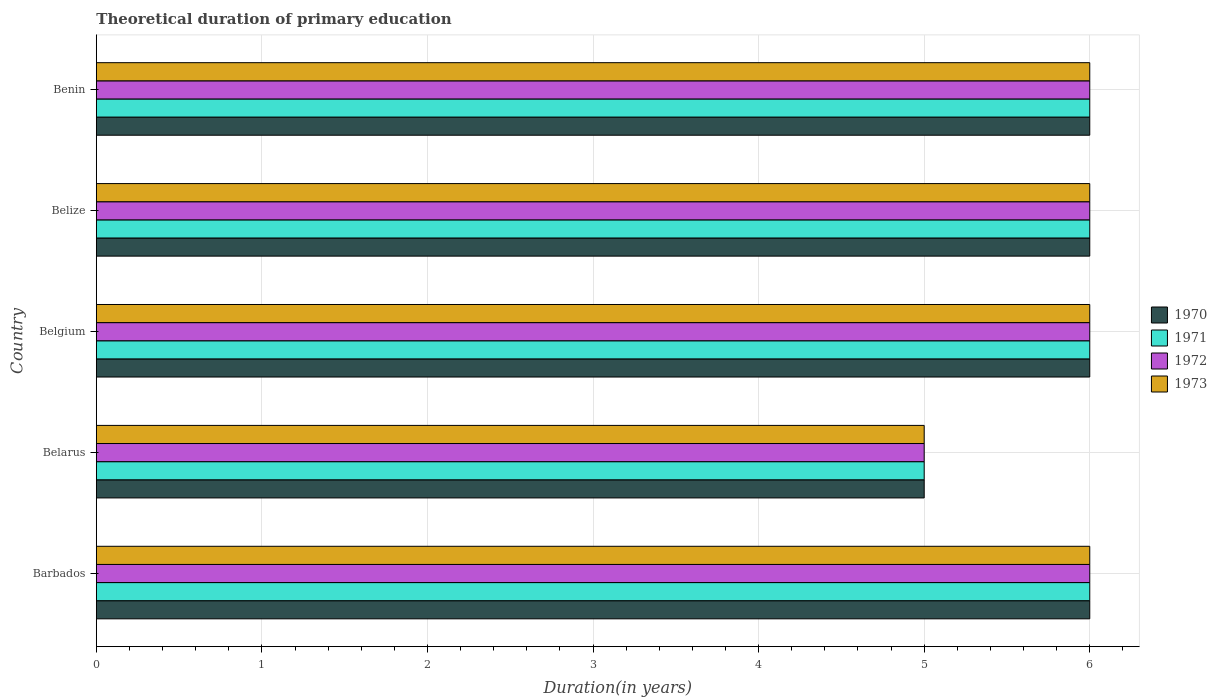 Theoretical duration of primary education
Benin
Belize
Belgium
Belarus
Barbados
Country
0
1
2
3
4
5
6
Duration(in years)
1970
1971
1972
1973